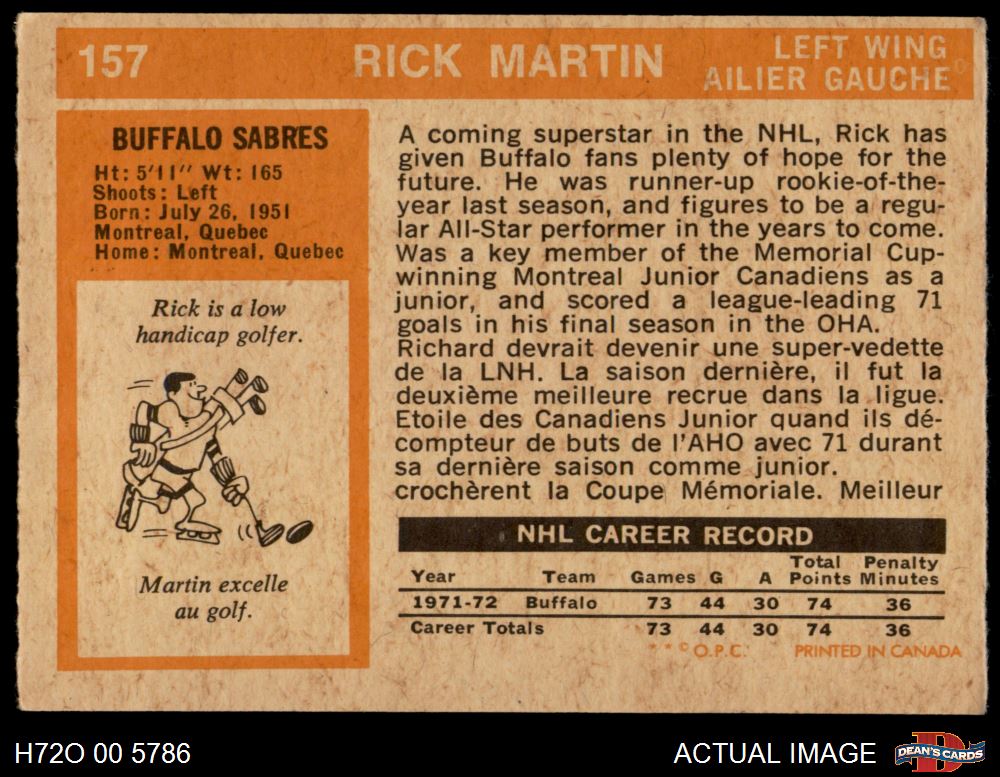 157
RICK MARTIN
LEFT WING
AILIER GAUCHE
BUFFALO SABRES
Ht: 5'11" Wt: 165
Shoots: Left
Born: July 26, 1951
Montreal, Quebec
Home: Montreal, Quebec
Rick is a low
handicap golfer.
Martin excelle
au golf.
A coming superstar in the NHL, Rick has
given Buffalo fans plenty of hope for the
future. He was runner-up rookie-of-the-
year last season, and figures to be a regu-
lar All-Star performer in the years to come.
Was a key member of the Memorial Cup-
winning Montreal Junior Canadiens as a
junior, and scored a league-leading 71
goals in his final season in the OHA.
Richard devrait devenir une super-vedette
de la LNH. La saison dernière, il fut la
deuxième meilleure recrue dans la ligue.
Etoile des Canadiens Junior quand ils dé-
compteur de buts de l'AHO avec 71 durant
sa dernière saison comme junior.
crochèrent la Coupe Mémoriale. Meilleur
NHL CAREER RECORD
Year Team Games G A Total Points Penalty Minutes
1971-72 Buffalo 73 44 30 74 36
Career Totals 73 44 30 74 36
* * © O.P.C. PRINTED IN CANADA
H72O 00 5786
ACTUAL IMAGE
DEAN'S CARDS